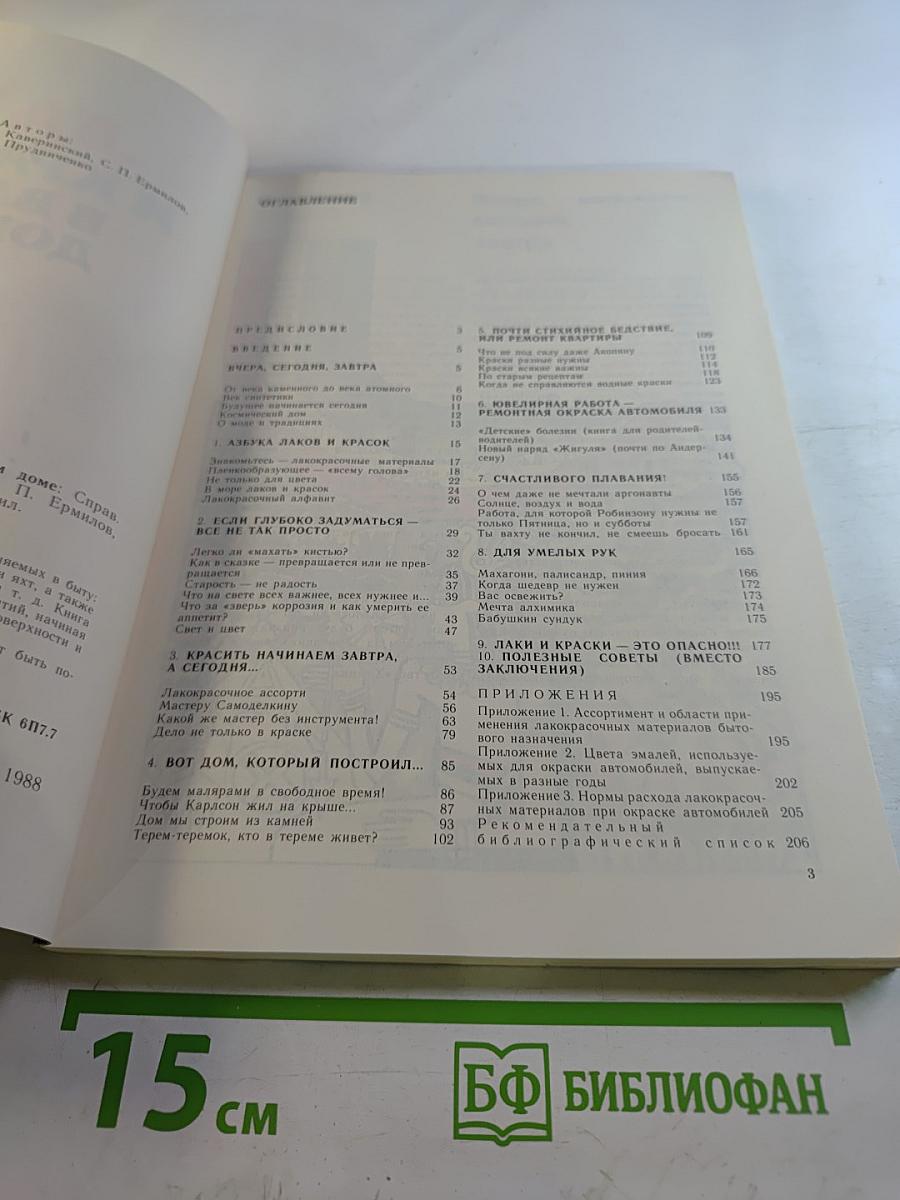 Авторы:
Каверинский, С. П. Ермилов,
Прудниченко
доме: Справ.
П. Ермилов,
ил.
няемых в быту:
и яхт, а также
и т. д. Книга
тий, начиная
оверхности и
т быть по-
К 6П7.7
1988
ОГЛАВЛЕНИЕ
ПРЕДИСЛОВИЕ 3
ВВЕДЕНИЕ 5
ВЧЕРА, СЕГОДНЯ, ЗАВТРА 5
От века каменного до века атомного 6
Век синтетики 10
Будущее начинается сегодня 11
Космический дом 12
О моде и традициях 13
1. АЗБУКА ЛАКОВ И КРАСОК 15
Знакомьтесь — лакокрасочные материалы 17
Пленкообразующее — «всему голова» 18
Не только для цвета 22
В море лаков и красок 24
Лакокрасочный алфавит 26
2. ЕСЛИ ГЛУБОКО ЗАДУМАТЬСЯ —
ВСЕ НЕ ТАК ПРОСТО 29
Легко ли «махать» кистью? 32
Как в сказке — превращается или не прев-
ращается 35
Старость — не радость 37
Что на свете всех важнее, всех нужнее и... 39
Что за «зверь» коррозия и как умерить ее
аппетит? 43
Свет и цвет 47
3. КРАСИТЬ НАЧИНАЕМ ЗАВТРА,
А СЕГОДНЯ... 53
Лакокрасочное ассорти 54
Мастеру Самоделкину 56
Какой же мастер без инструмента! 63
Дело не только в краске 79
4. ВОТ ДОМ, КОТОРЫЙ ПОСТРОИЛ... 85
Будем малярами в свободное время! 86
Чтобы Карлсон жил на крыше... 87
Дом мы строим из камней 93
Терем-теремок, кто в тереме живет? 102
5. ПОЧТИ СТИХИЙНОЕ БЕДСТВИЕ,
ИЛИ РЕМОНТ КВАРТИРЫ 109
Что не под силу даже Аниному 110
Краски разные нужны 112
Краски всякие важны 114
По старым рецептам 118
Когда не справляются водные краски 123
6. ЮВЕЛИРНАЯ РАБОТА —
РЕМОНТНАЯ ОКРАСКА АВТОМОБИЛЯ 133
«Детские» болезни (книга для родителей-
водителей) 134
Новый наряд «Жигуля» (почти по Андер-
сену) 141
7. СЧАСТЛИВОГО ПЛАВАНИЯ! 155
О чем даже не мечтали аргонавты 156
Солнце, воздух и вода 157
Работа, для которой Робинзону нужны не
только Пятница, но и субботы 157
Ты вахту не кончил, не смеешь бросать 161
8. ДЛЯ УМЕЛЫХ РУК 165
Махагони, палисандр, пиния 166
Когда шедевр не нужен 172
Вас освежить? 173
Мечта алхимика 174
Бабушкин сундук 175
9. ЛАКИ И КРАСКИ — ЭТО ОПАСНО!!! 177
10. ПОЛЕЗНЫЕ СОВЕТЫ (ВМЕСТО
ЗАКЛЮЧЕНИЯ) 185
ПРИЛОЖЕНИЯ 195
Приложение 1. Ассортимент и области при-
менения лакокрасочных материалов быто-
вого назначения 195
Приложение 2. Цвета эмалей, используе-
мых для окраски автомобилей, выпускае-
мых в разные годы 202
Приложение 3. Нормы расхода лакокрасоч-
ных материалов при окраске автомобилей 205
Рекомендательный
библиографический список 206
3
15 см
БФ БИБЛИОФАН